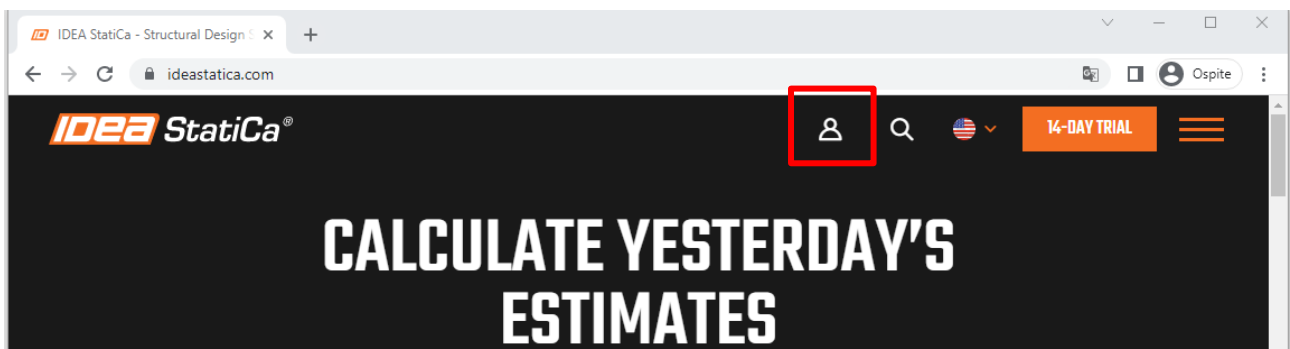 IDEA StatiCa - Structural Design S
ideastatica.com
Ospite
IDEA StatiCa®
14-DAY TRIAL
CALCULATE YESTERDAY'S
ESTIMATES